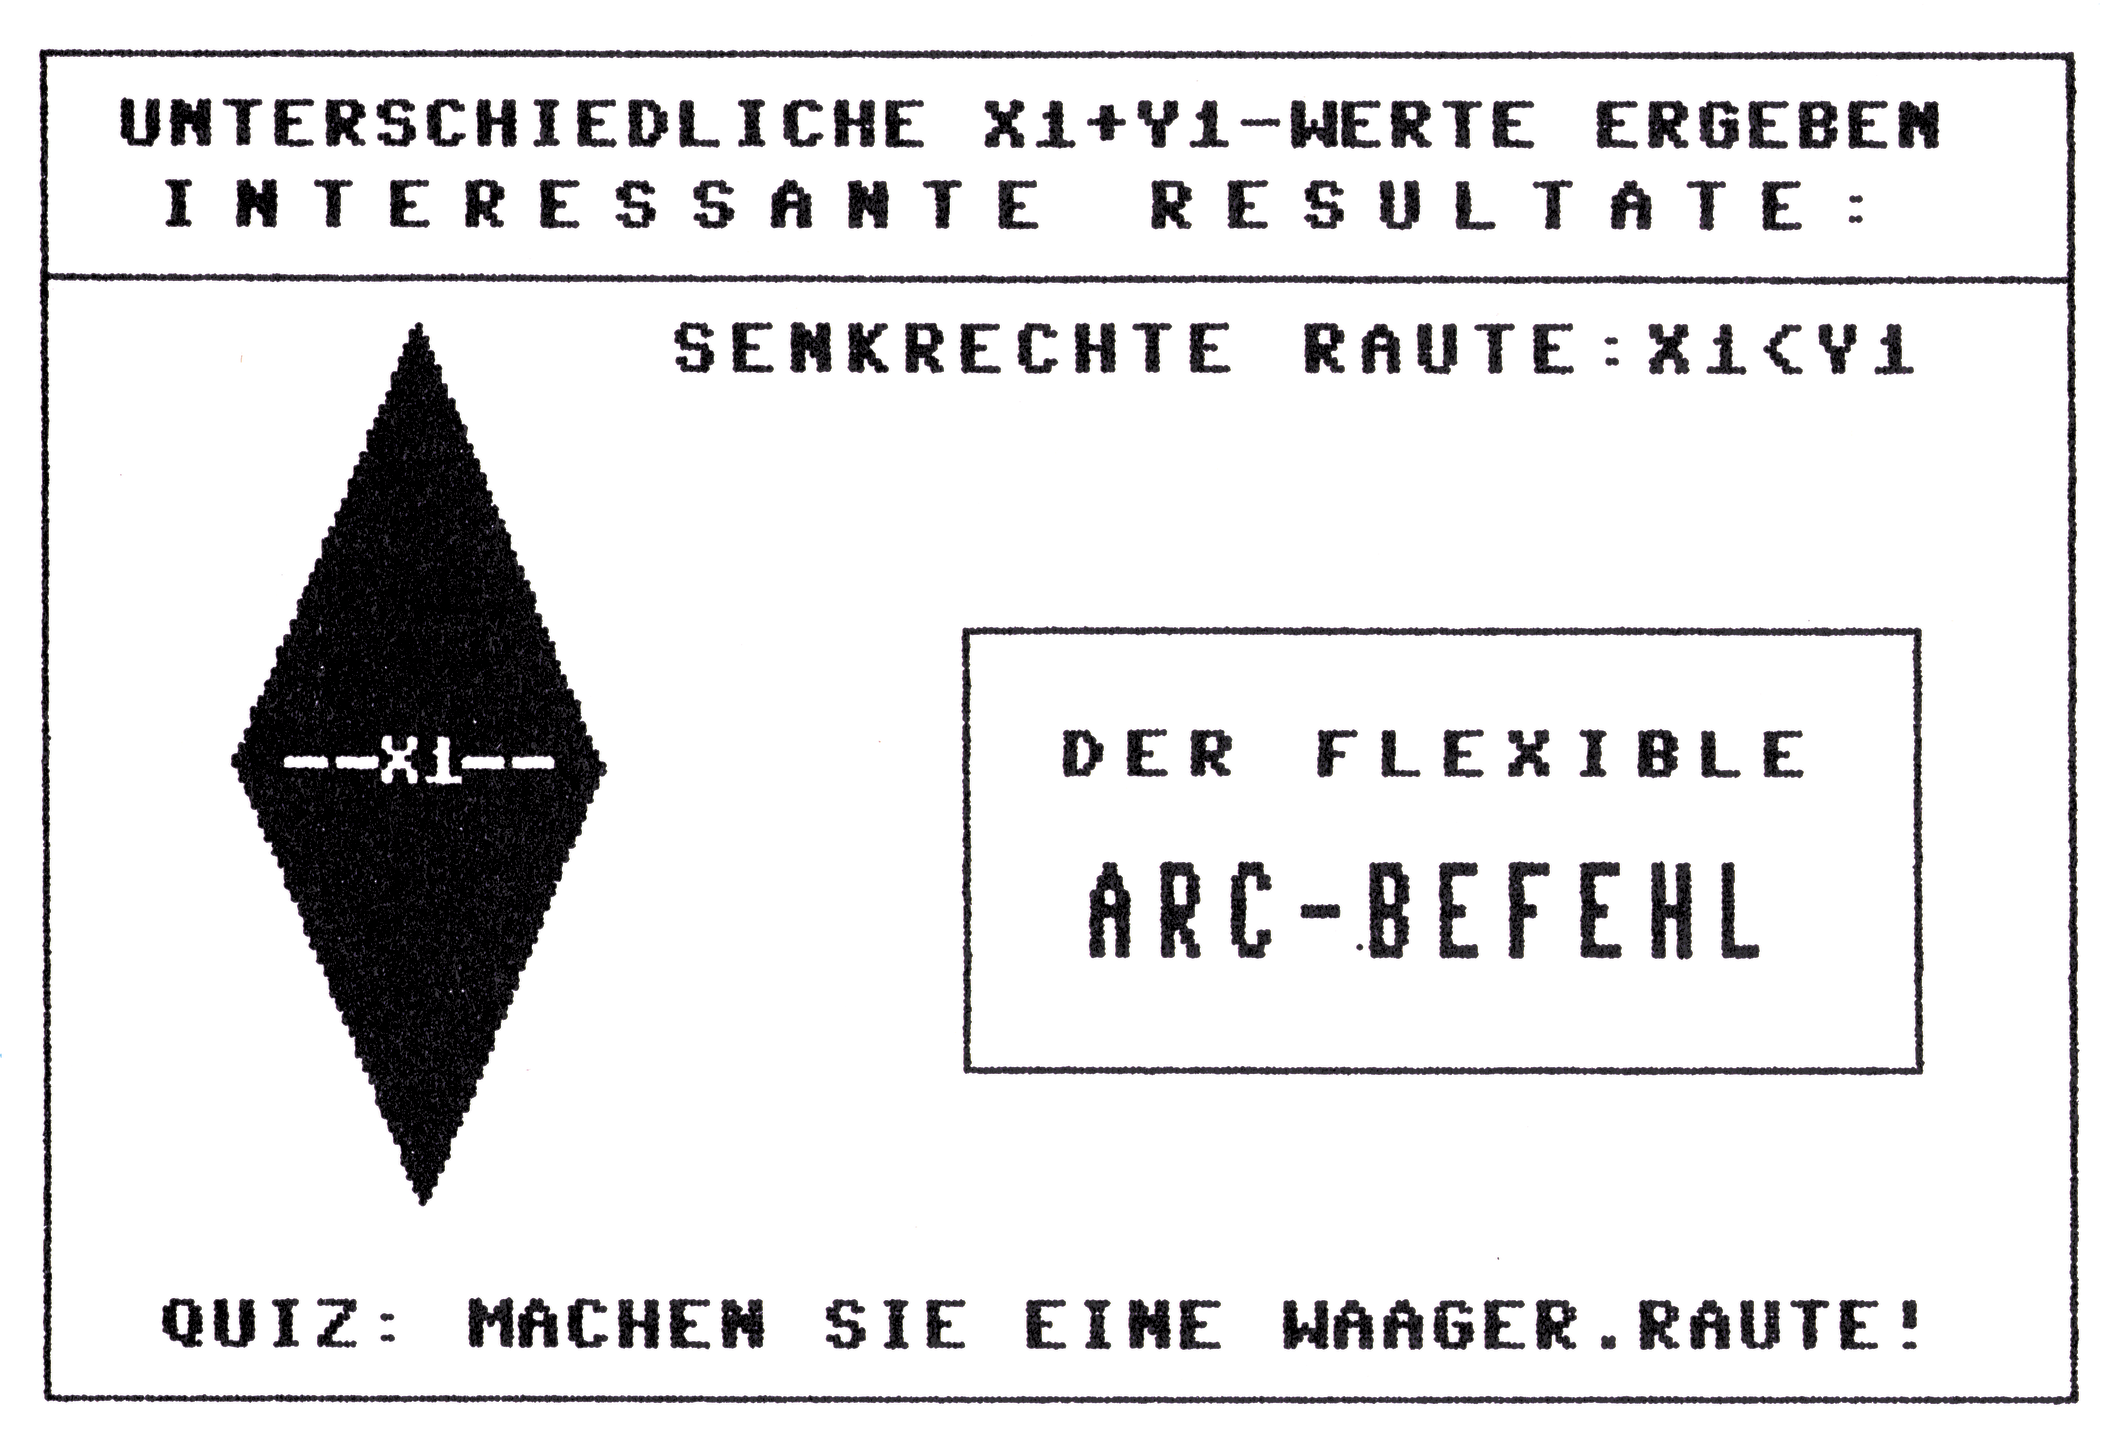 UNTERSCHIEDLICHE X1+Y1-WERTE ERGEBEN
INTERESSANTE RESULTATE:
SENKRECHTE RAUTE:X1<Y1
--X1--
DER FLEXIBLE
ARC-BEFEHL
QUIZ: MACHEN SIE EINE WAAGER.RAUTE!